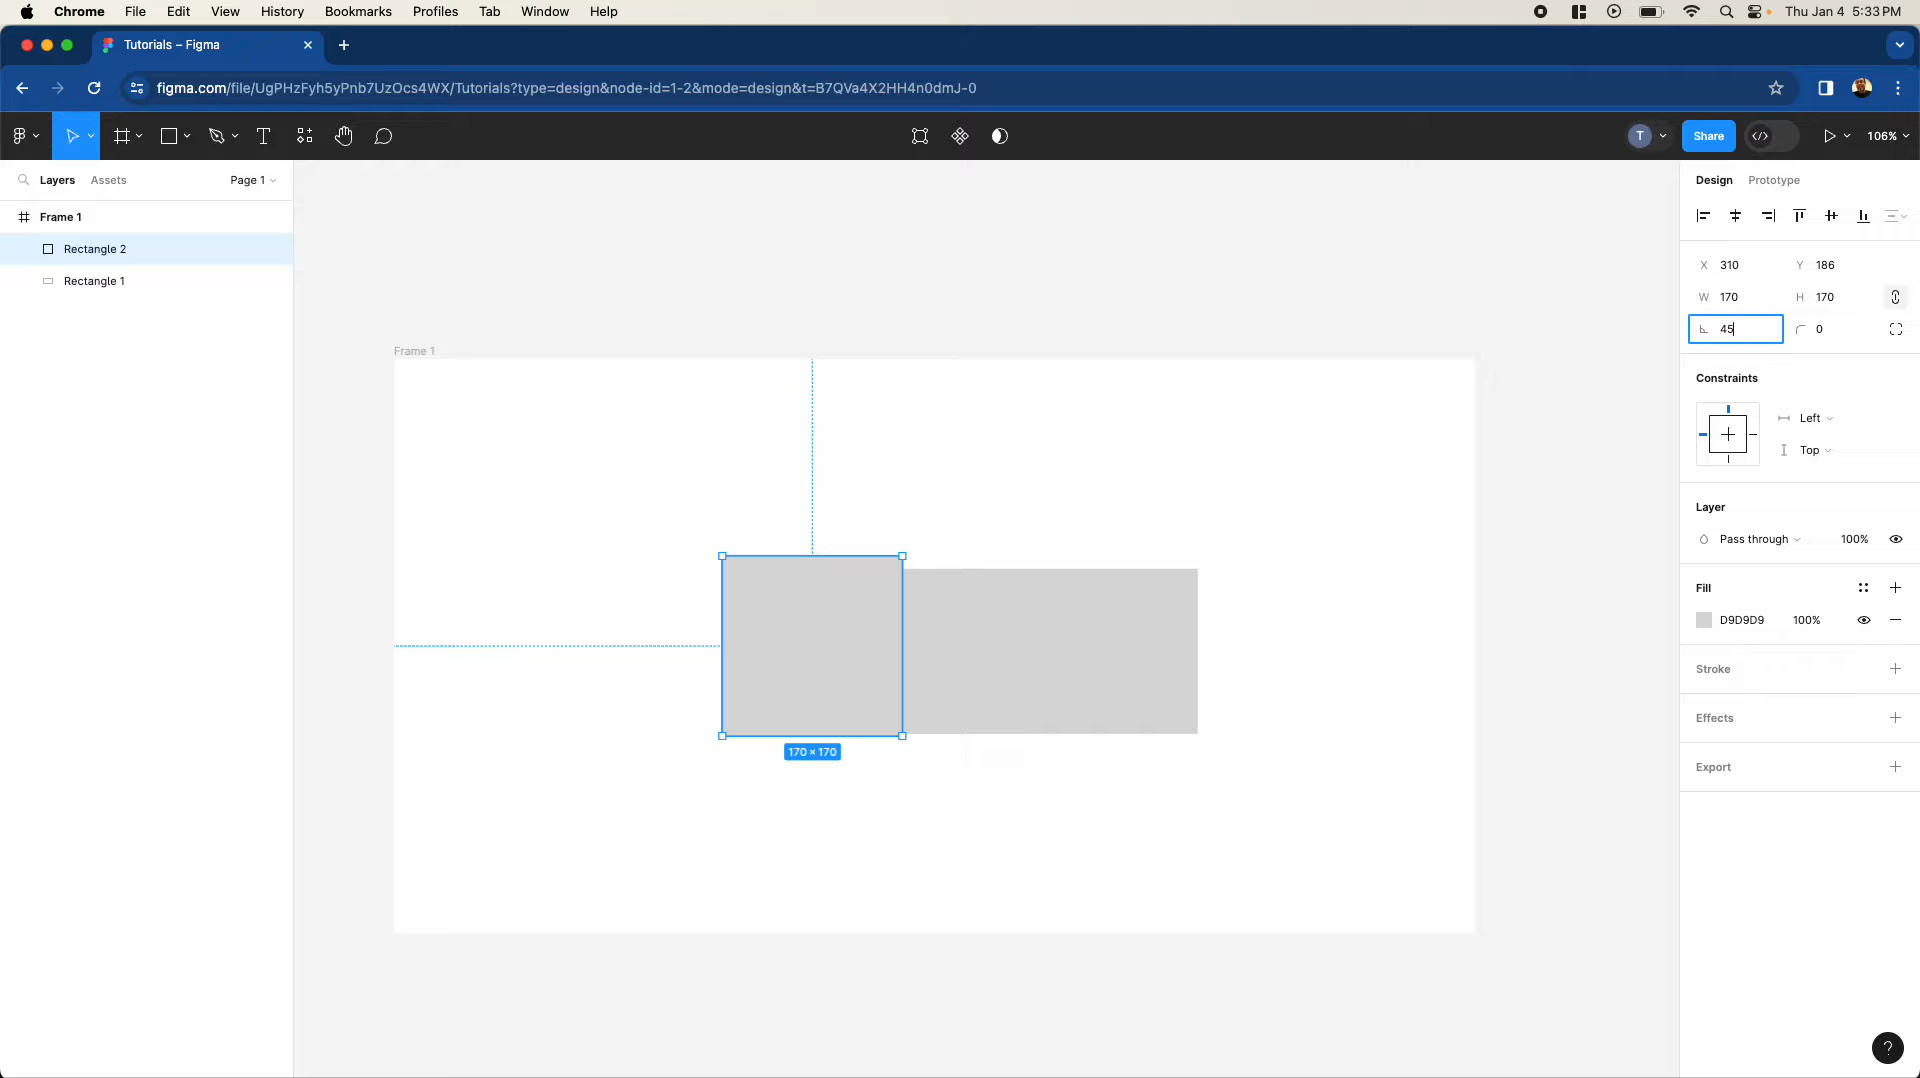 Chrome File Edit View History Bookmarks Profiles Tab Window Help Thu Jan 4 5:33 PM
Tutorials – Figma
figma.com/file/UgPHzFyh5yPnb7UzOcs4WX/Tutorials?type=design&node-id=1-2&mode=design&t=B7QVa4X2HH4n0dmJ-0
T Share 106%
Layers Assets Page 1
Design Prototype
Frame 1
Rectangle 2
Rectangle 1
X 310 Y 186
W 170 H 170
45 0
Frame 1
170 × 170
Constraints
Left
Top
Layer
Pass through 100%
Fill
D9D9D9 100%
Stroke
Effects
Export
?